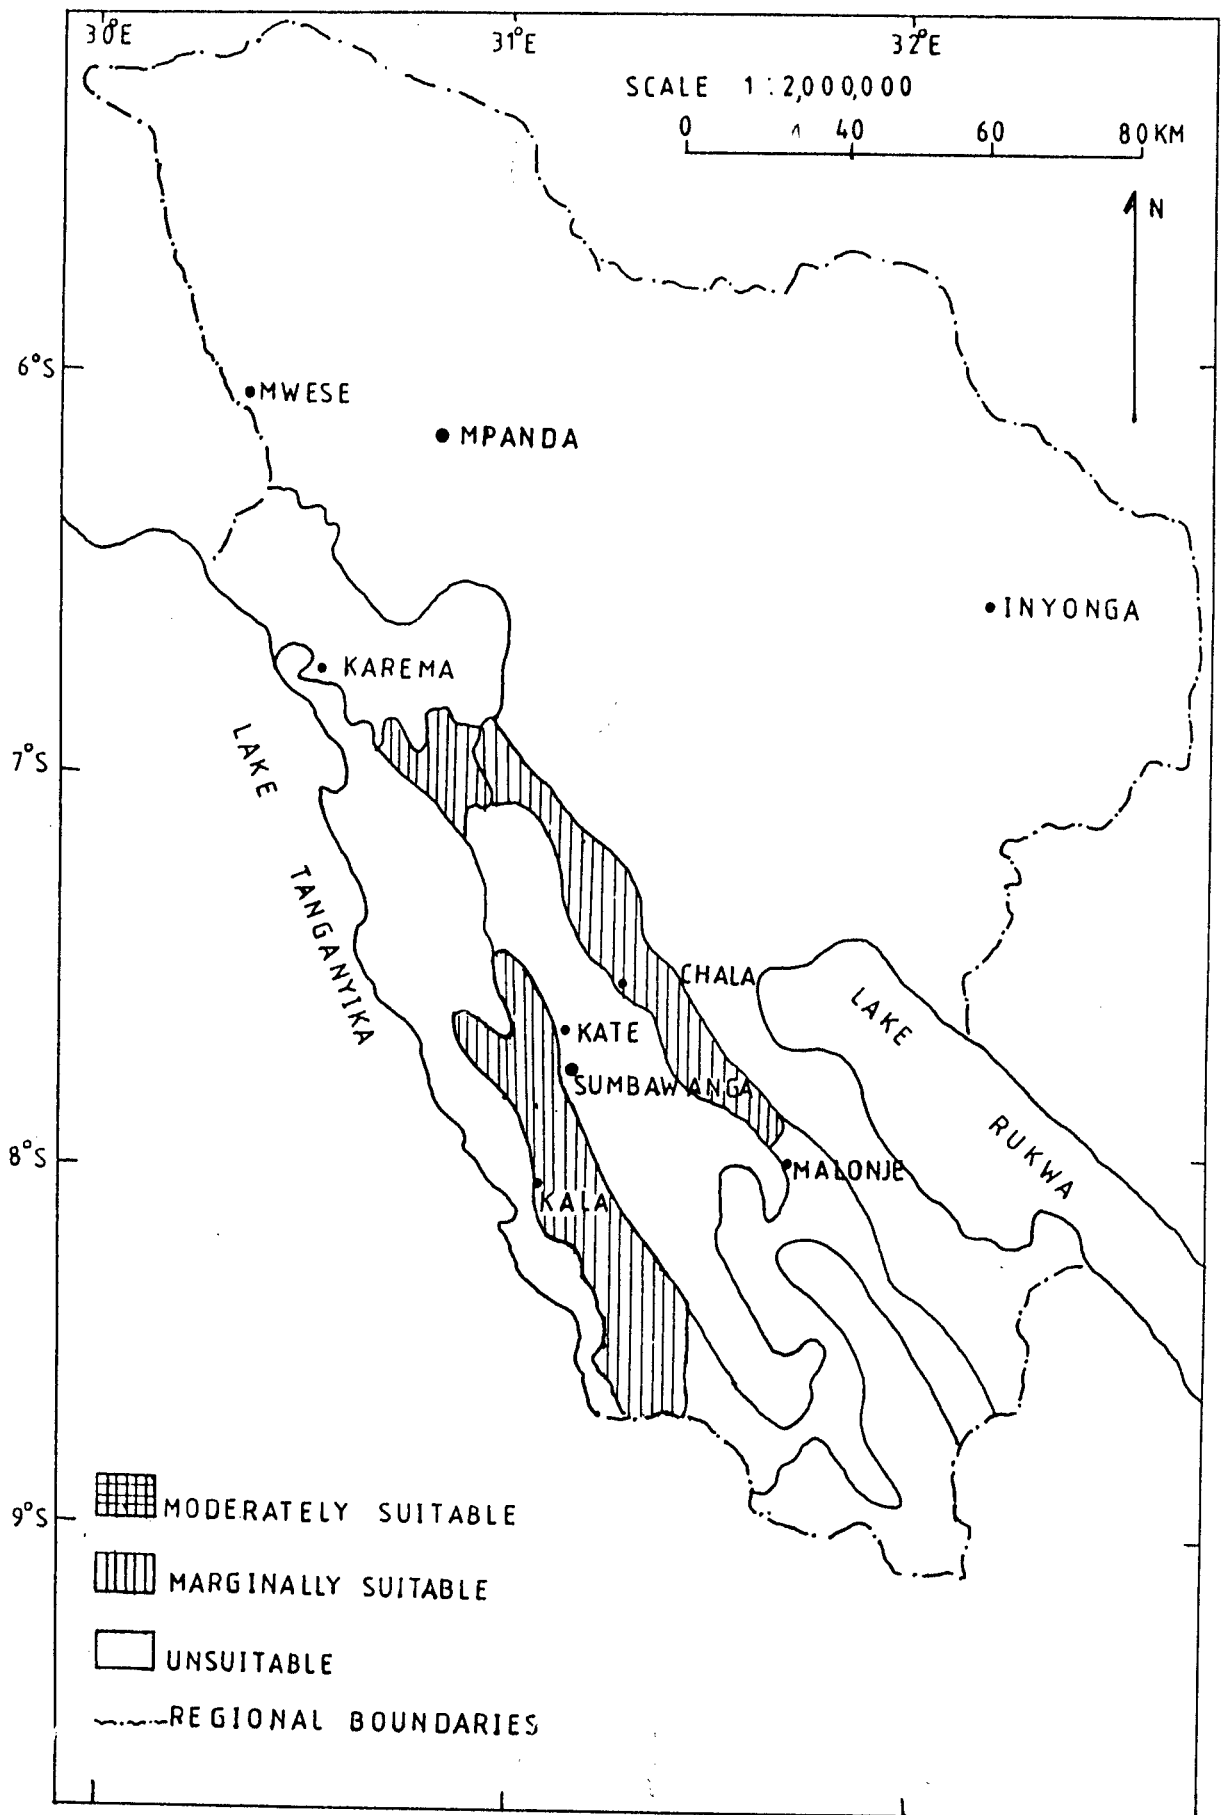 30°E 31°E 32°E
SCALE 1:2,000,000
0 40 60 80 KM
N
6°S
MWESE
MPANDA
INYONGA
KAREMA
7°S
LAKE TANGANYIKA
CHALA
LAKE RUKWA
KATE
SUMBAWANGA
8°S
MALONJE
KALA
9°S
MODERATELY SUITABLE
MARGINALLY SUITABLE
UNSUITABLE
REGIONAL BOUNDARIES